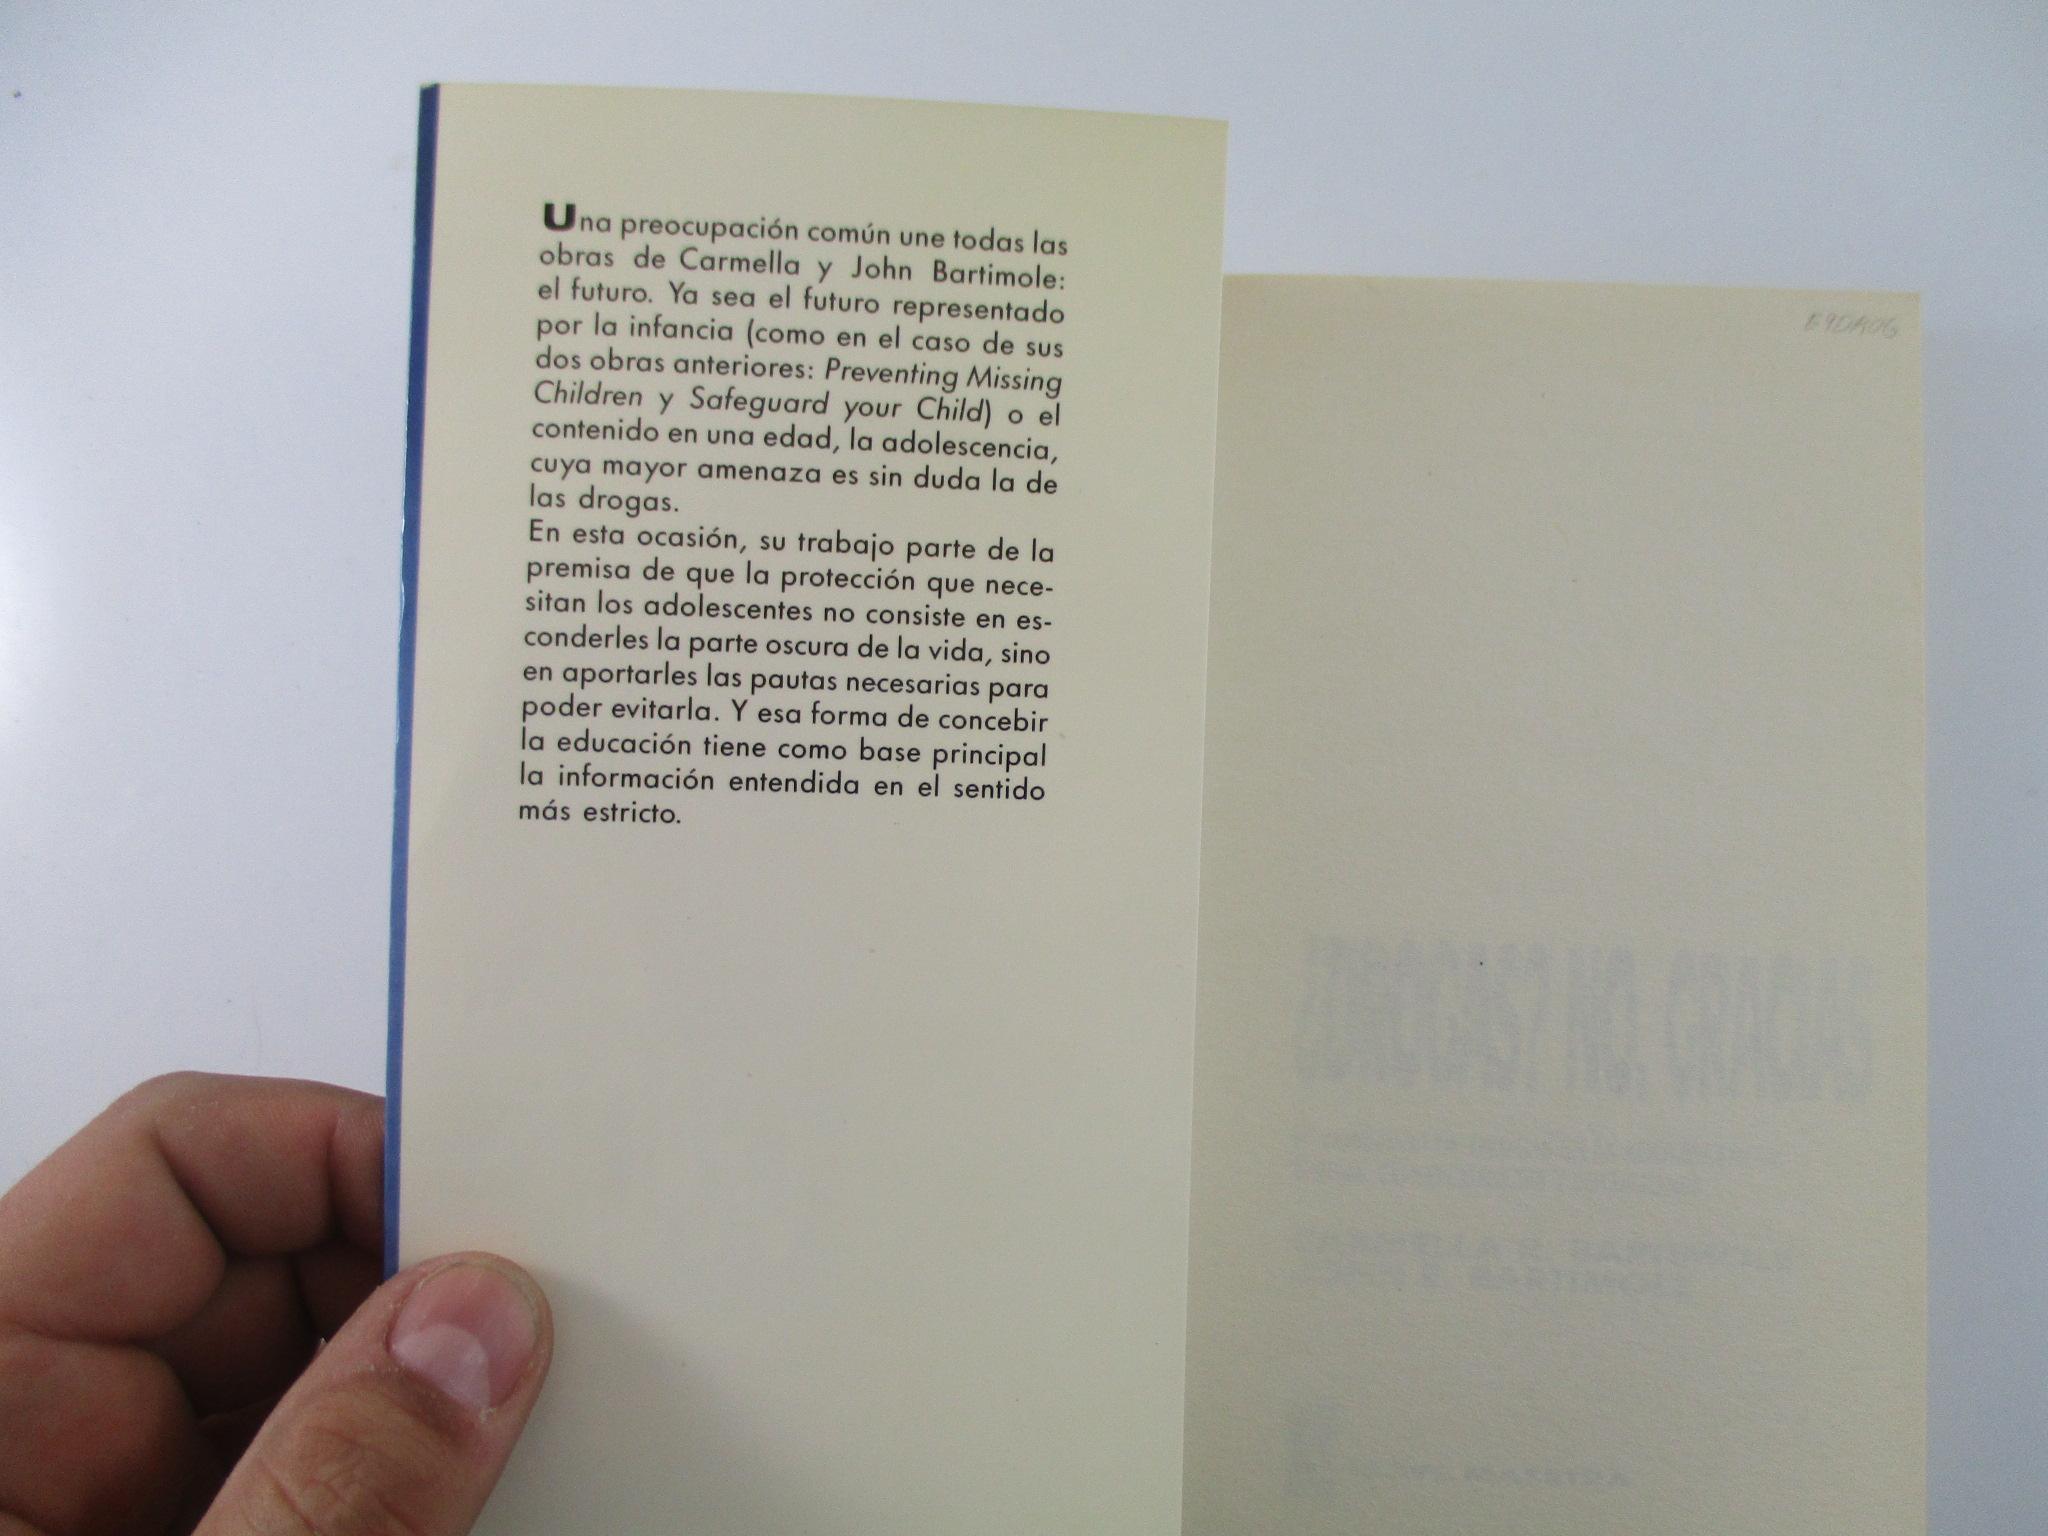 Una preocupación común une todas las
obras de Carmella y John Bartimole:
el futuro. Ya sea el futuro representado
por la infancia (como en el caso de sus
dos obras anteriores: Preventing Missing
Children y Safeguard your Child) o el
contenido en una edad, la adolescencia,
cuya mayor amenaza es sin duda la de
las drogas.
En esta ocasión, su trabajo parte de la
premisa de que la protección que nece-
sitan los adolescentes no consiste en es-
conderles la parte oscura de la vida, sino
en aportarles las pautas necesarias para
poder evitarla. Y esa forma de concebir
la educación tiene como base principal
la información entendida en el sentido
más estricto.